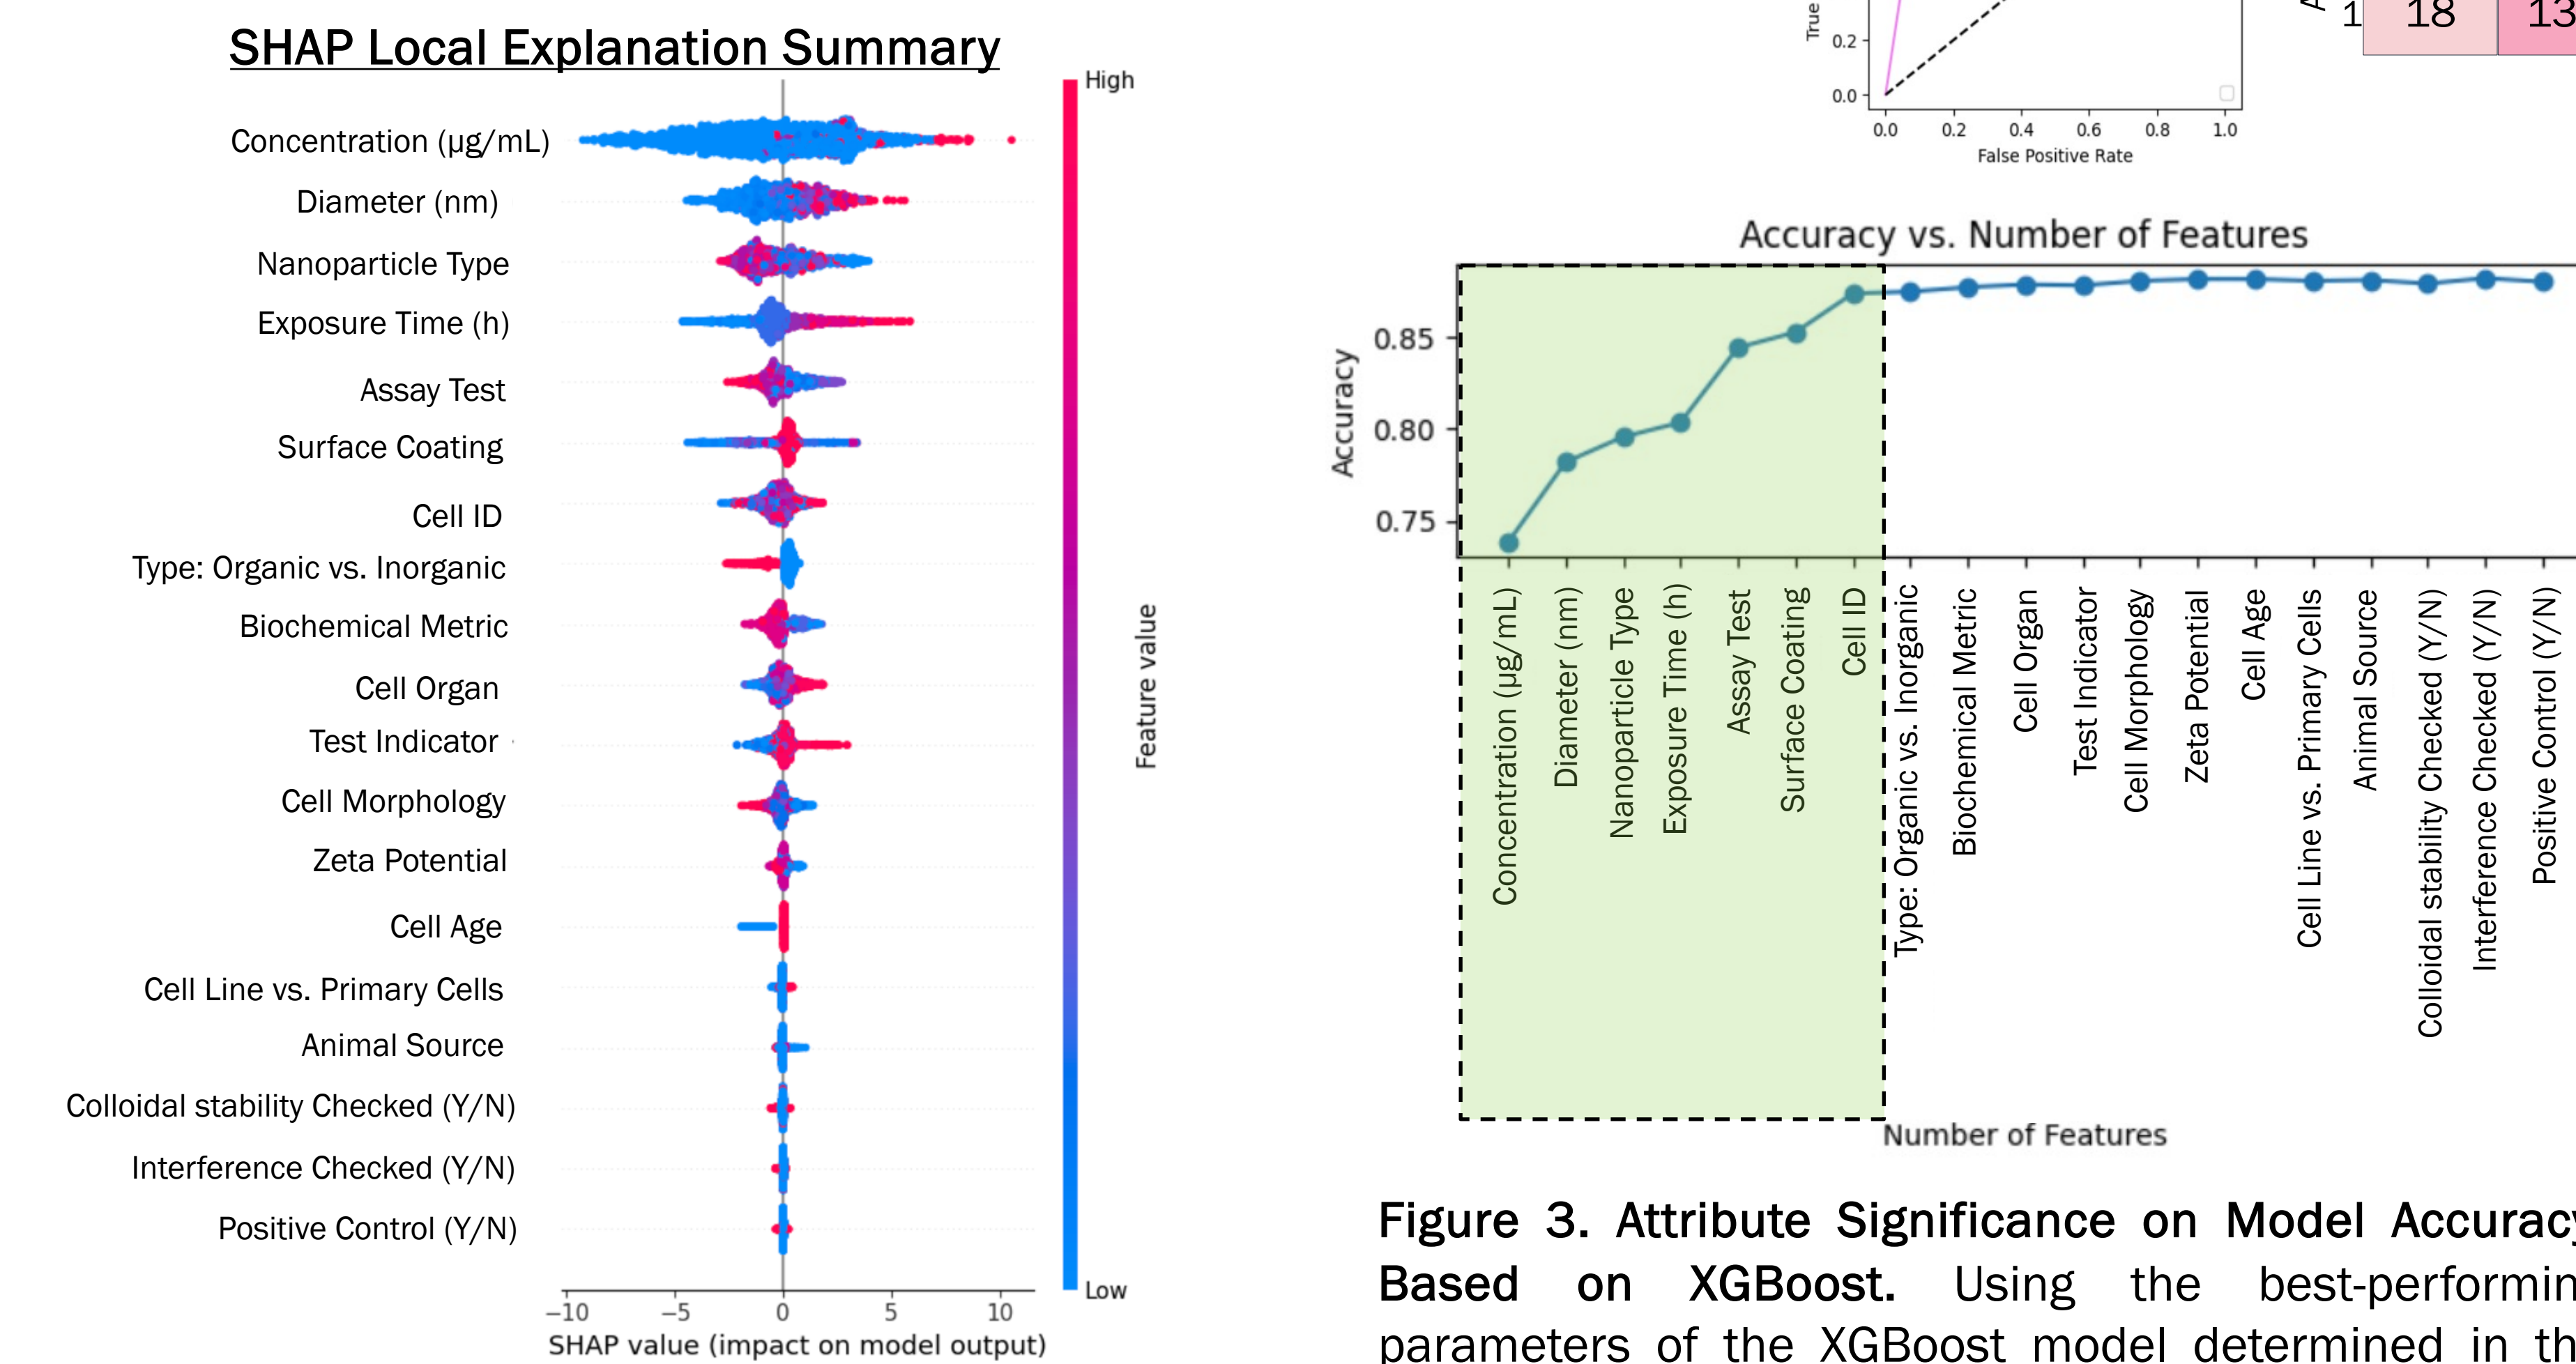 SHAP Local Explanation Summary
High
Concentration (µg/mL)
Diameter (nm)
Nanoparticle Type
Exposure Time (h)
Assay Test
Surface Coating
Cell ID
Type: Organic vs. Inorganic
Biochemical Metric
Cell Organ
Test Indicator
Cell Morphology
Zeta Potential
Cell Age
Cell Line vs. Primary Cells
Animal Source
Colloidal stability Checked (Y/N)
Interference Checked (Y/N)
Positive Control (Y/N)
Feature value
Low
−10 −5 0 5 10
SHAP value (impact on model output)
True
0.2
0.0
0.0 0.2 0.4 0.6 0.8 1.0
False Positive Rate
1 18 13
Accuracy vs. Number of Features
Accuracy
0.85
0.80
0.75
Concentration (µg/mL)
Diameter (nm)
Nanoparticle Type
Exposure Time (h)
Assay Test
Surface Coating
Cell ID
Type: Organic vs. Inorganic
Biochemical Metric
Cell Organ
Test Indicator
Cell Morphology
Zeta Potential
Cell Age
Cell Line vs. Primary Cells
Animal Source
Colloidal stability Checked (Y/N)
Interference Checked (Y/N)
Positive Control (Y/N)
Number of Features
Figure 3. Attribute Significance on Model Accuracy
Based on XGBoost. Using the best-performin
parameters of the XGBoost model determined in th